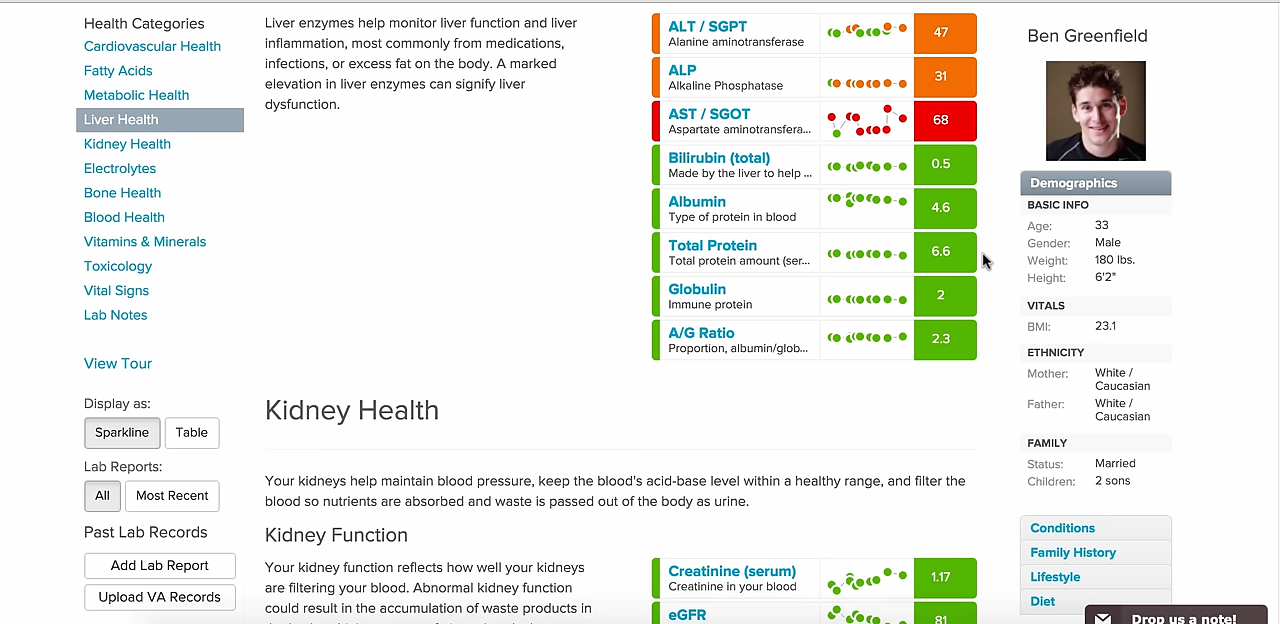 Health Categories
Cardiovascular Health
Fatty Acids
Metabolic Health
Liver Health
Kidney Health
Electrolytes
Bone Health
Blood Health
Vitamins & Minerals
Toxicology
Vital Signs
Lab Notes
View Tour
Display as:
Sparkline Table
Lab Reports:
All Most Recent
Past Lab Records
Add Lab Report
Upload VA Records
Liver enzymes help monitor liver function and liver
inflammation, most commonly from medications,
infections, or excess fat on the body. A marked
elevation in liver enzymes can signify liver
dysfunction.
ALT / SGPT 47
Alanine aminotransferase
ALP 31
Alkaline Phosphatase
AST / SGOT 68
Aspartate aminotransfera...
Bilirubin (total) 0.5
Made by the liver to help ...
Albumin 4.6
Type of protein in blood
Total Protein 6.6
Total protein amount (ser...
Globulin 2
Immune protein
A/G Ratio 2.3
Proportion, albumin/glob...
Kidney Health
Your kidneys help maintain blood pressure, keep the blood's acid-base level within a healthy range, and filter the
blood so nutrients are absorbed and waste is passed out of the body as urine.
Kidney Function
Your kidney function reflects how well your kidneys
are filtering your blood. Abnormal kidney function
could result in the accumulation of waste products in
Creatinine (serum) 1.17
Creatinine in your blood
eGFR 81
Ben Greenfield
Demographics
BASIC INFO
Age: 33
Gender: Male
Weight: 180 lbs.
Height: 6'2"
VITALS
BMI: 23.1
ETHNICITY
Mother: White /
Caucasian
Father: White /
Caucasian
FAMILY
Status: Married
Children: 2 sons
Conditions
Family History
Lifestyle
Diet
Drop us a note!